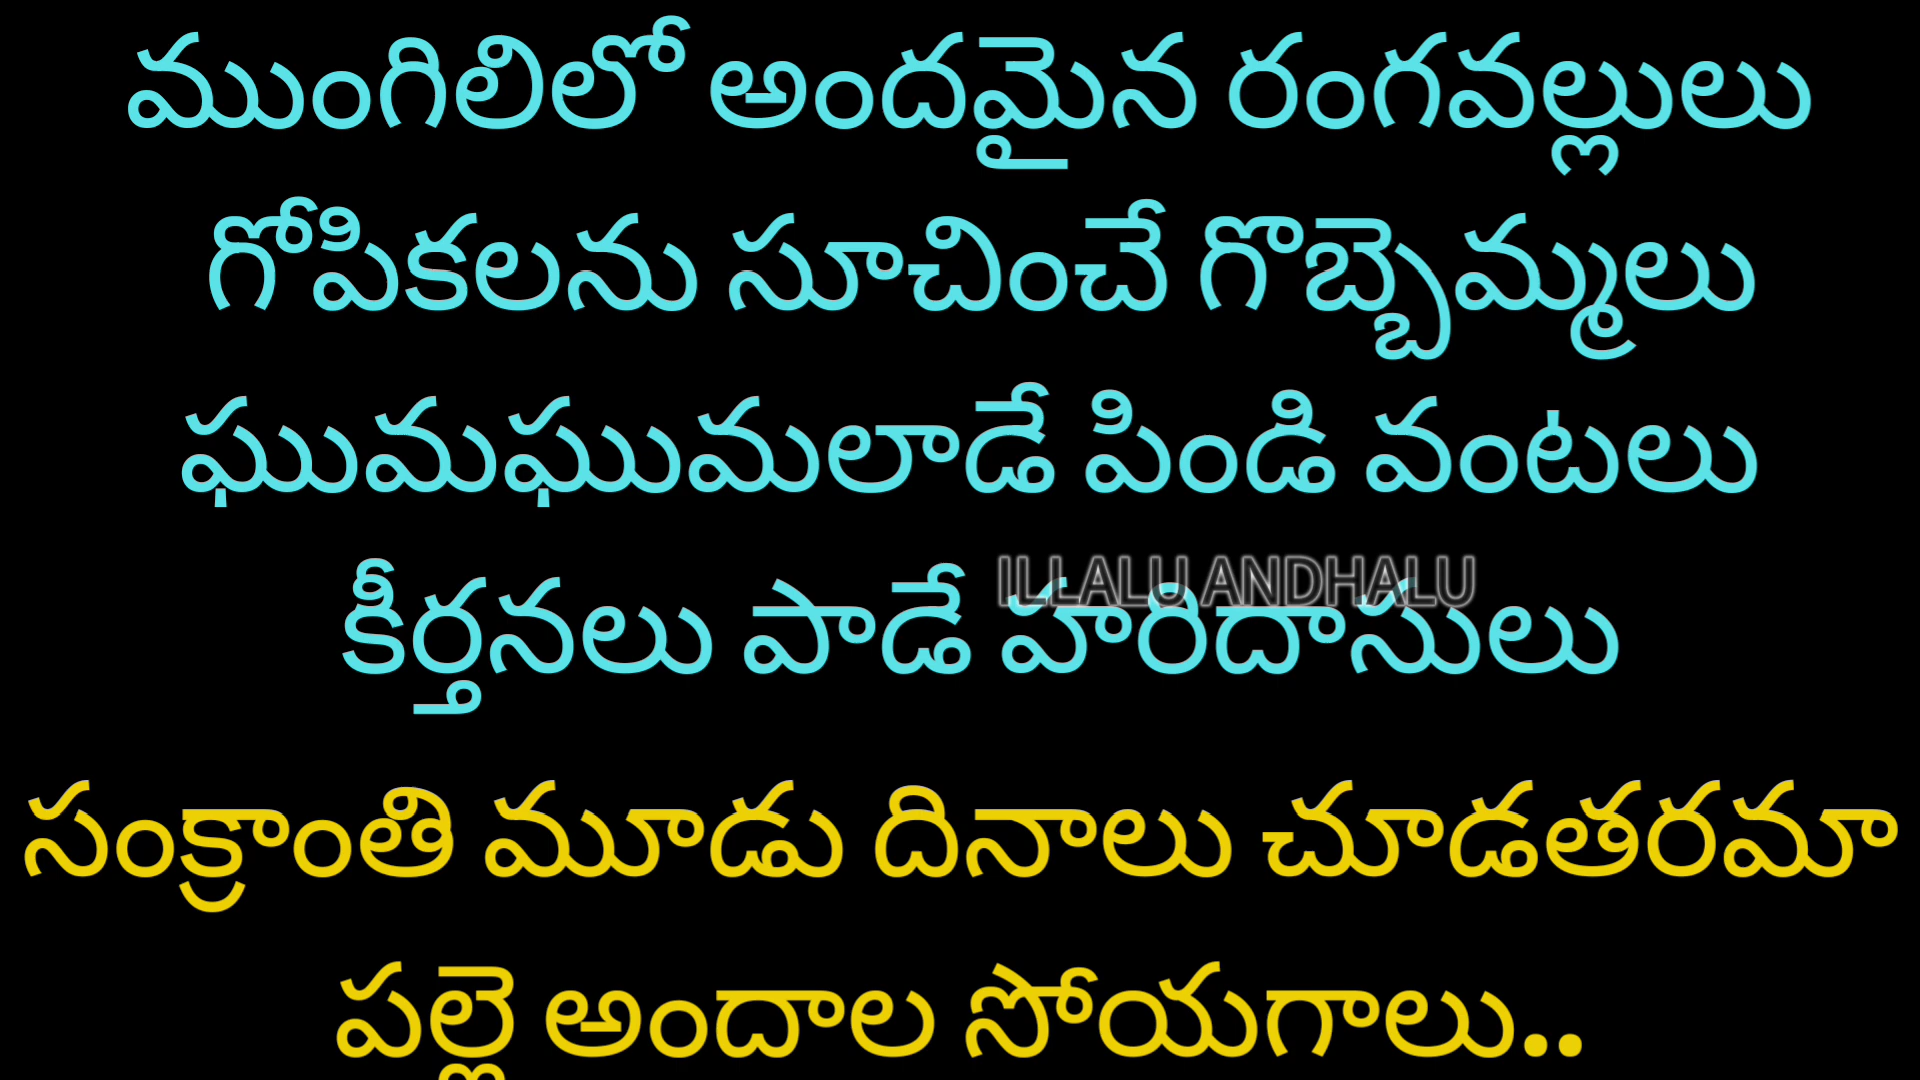 ముంగిలిలో అందమైన రంగవల్లులు
గోపికలను సూచించే గొబ్బెమ్మలు
ఘుమఘుమలాడే పిండి వంటలు
ILLALU ANDHALU
కీర్తనలు పాడే హరిదాసులు
సంక్రాంతి మూడు దినాలు చూడతరమా
పల్లె అందాల సోయగాలు..